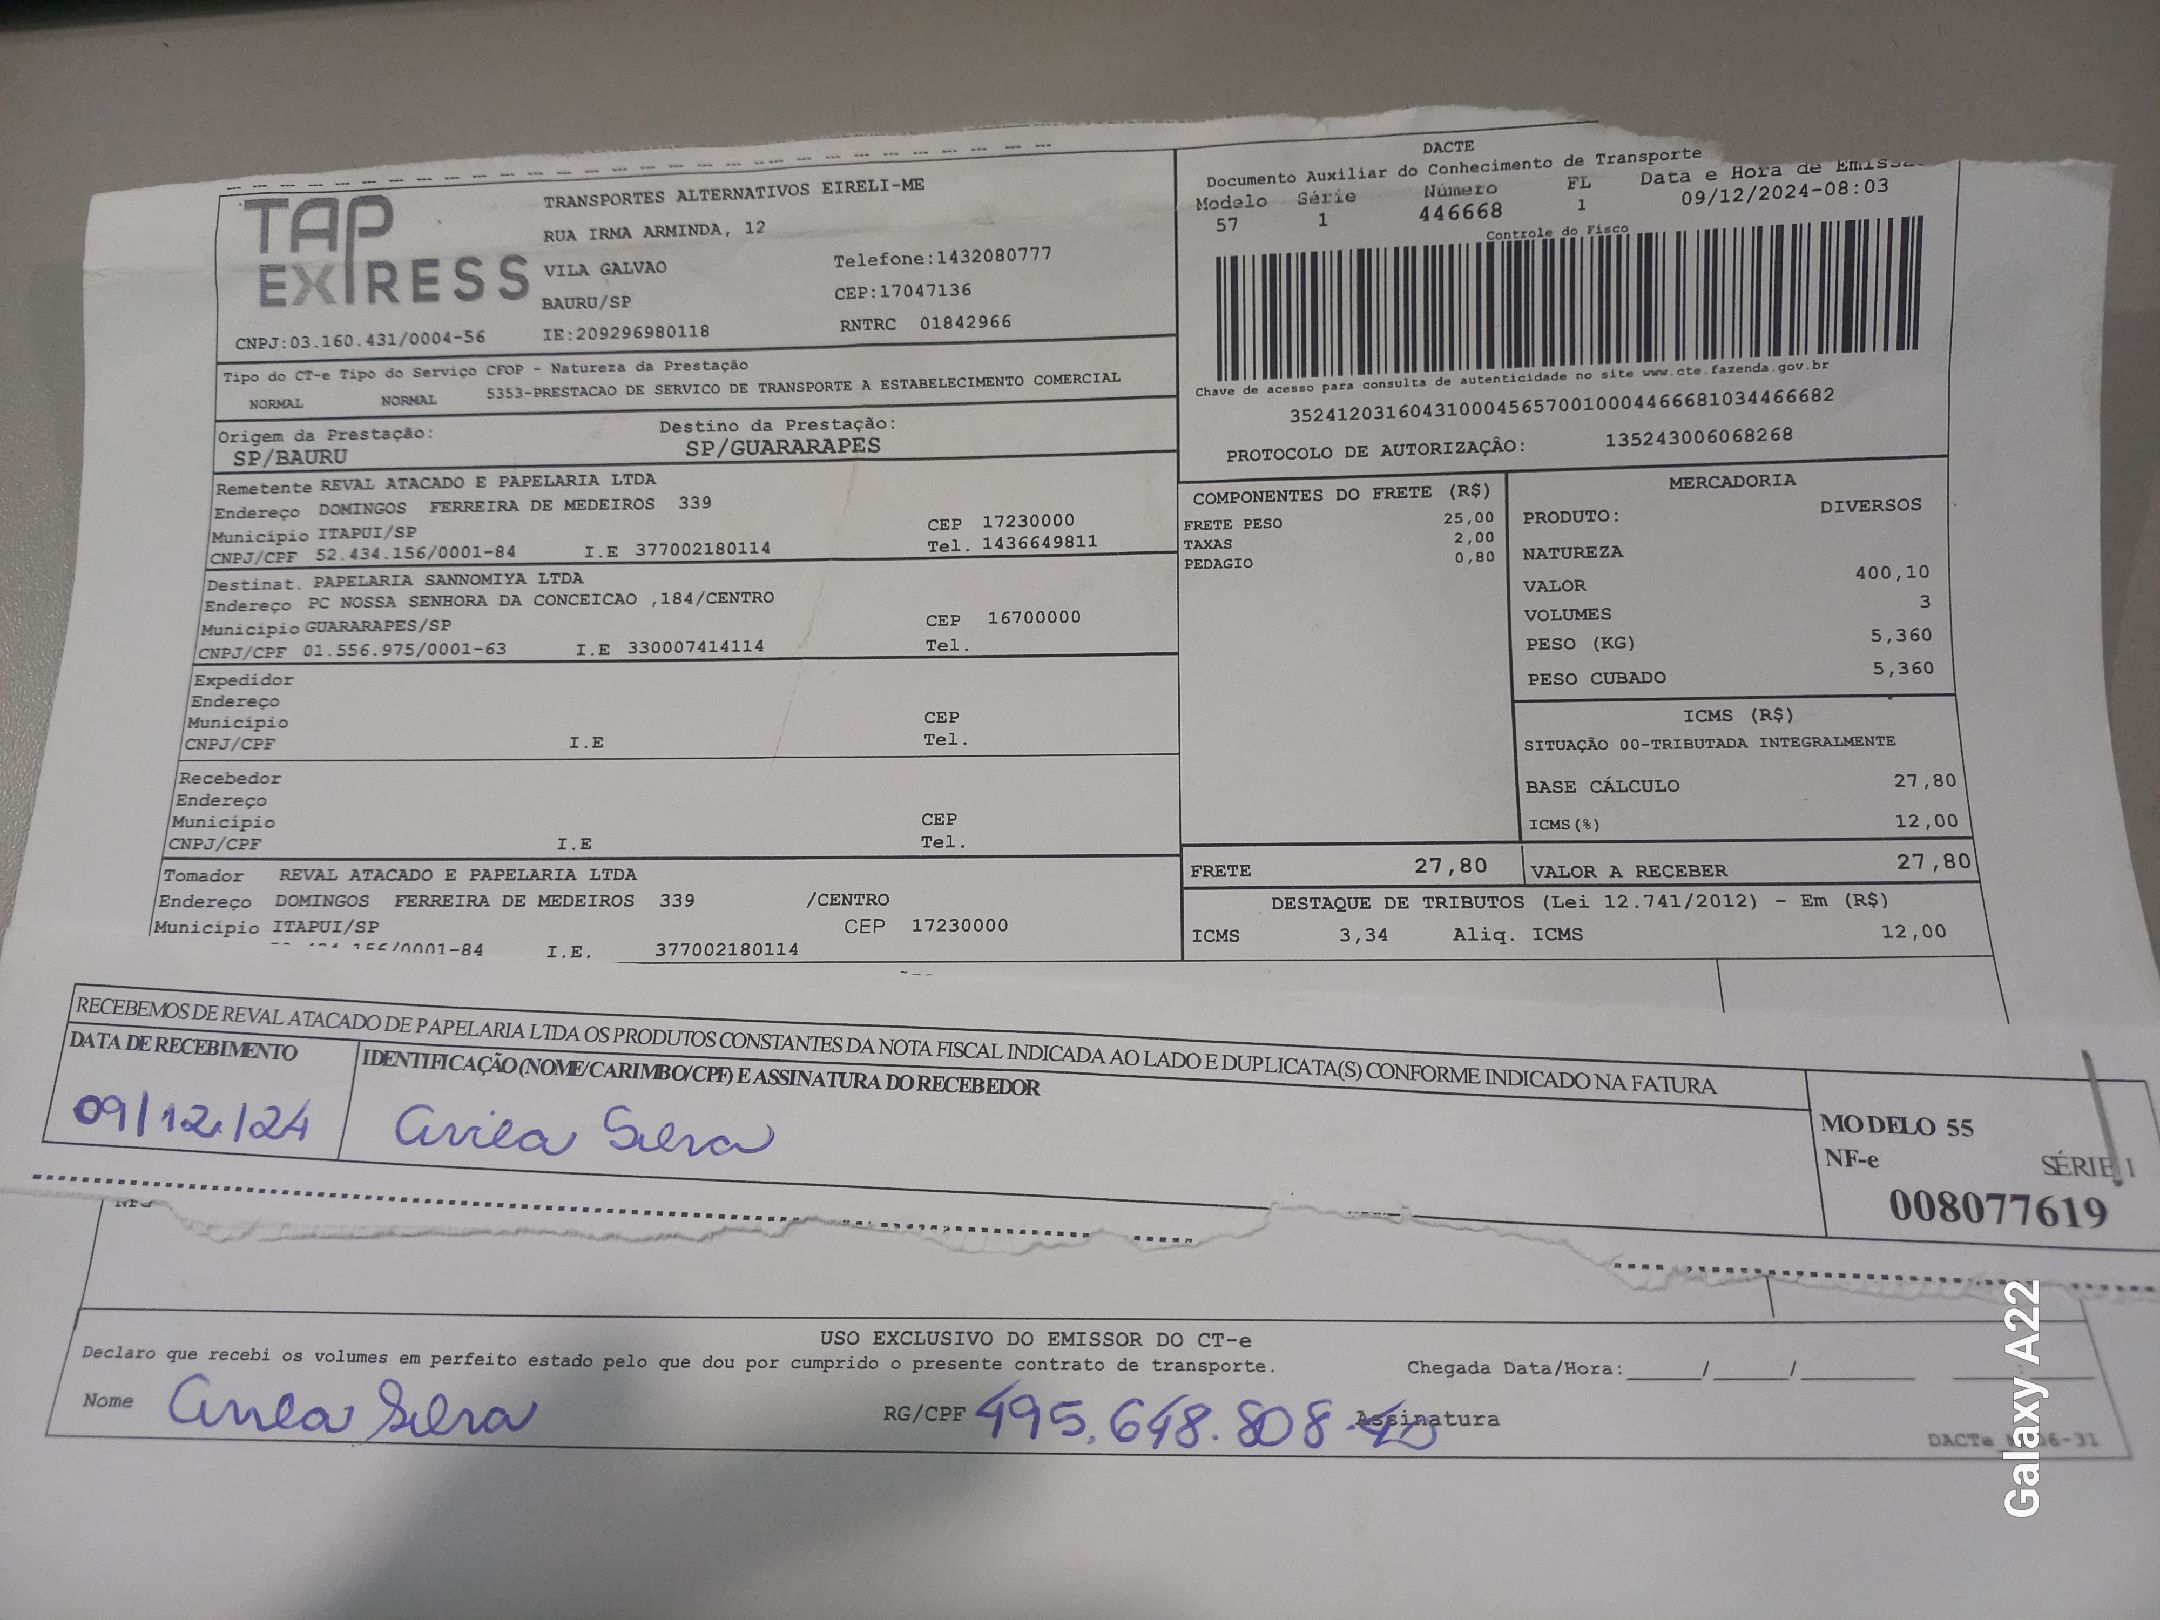 TAP EXPRESS
TRANSPORTES ALTERNATIVOS EIRELI-ME
RUA IRMA ARMINDA, 12
VILA GALVAO Telefone:1432080777
BAURU/SP CEP:17047136
CNPJ:03.160.431/0004-56 IE:209296980118 RNTRC 01842966
Tipo do CT-e Tipo do Serviço CFOP - Natureza da Prestação
NORMAL NORMAL 5353-PRESTACAO DE SERVICO DE TRANSPORTE A ESTABELECIMENTO COMERCIAL
Origem da Prestação: Destino da Prestação:
SP/BAURU SP/GUARARAPES
Remetente REVAL ATACADO E PAPELARIA LTDA
Endereço DOMINGOS FERREIRA DE MEDEIROS 339
Município ITAPUI/SP CEP 17230000
CNPJ/CPF 52.434.156/0001-84 I.E 377002180114 Tel. 1436649811
Destinat. PAPELARIA SANNOMIYA LTDA
Endereço PC NOSSA SENHORA DA CONCEICAO ,184/CENTRO
Município GUARARAPES/SP CEP 16700000
CNPJ/CPF 01.556.975/0001-63 I.E 330007414114 Tel.
Expedidor
Endereço
Município CEP
CNPJ/CPF I.E Tel.
Recebedor
Endereço
Município CEP
CNPJ/CPF I.E Tel.
Tomador REVAL ATACADO E PAPELARIA LTDA
Endereço DOMINGOS FERREIRA DE MEDEIROS 339 /CENTRO
Município ITAPUI/SP CEP 17230000
156/0001-84 I.E. 377002180114
DACTE
Documento Auxiliar do Conhecimento de Transporte
Modelo Série Número FL Data e Hora de
57 1 446668 1 09/12/2024-08:03
Controle do Fisco
Chave de acesso para consulta de autenticidade no site www.cte.fazenda.gov.br
35241203160431000456570010004466681034466682
PROTOCOLO DE AUTORIZAÇÂO: 135243006068268
COMPONENTES DO FRETE (R$)
FRETE PESO 25,00
TAXAS 2,00
PEDAGIO 0,80
MERCADORIA
PRODUTO: DIVERSOS
NATUREZA
VALOR 400,10
VOLUMES 3
PESO (KG) 5,360
PESO CUBADO 5,360
ICMS (R$)
SITUAÇÃO 00-TRIBUTADA INTEGRALMENTE
BASE CÁLCULO 27,80
ICMS(%) 12,00
FRETE 27,80 VALOR A RECEBER 27,80
DESTAQUE DE TRIBUTOS (Lei 12.741/2012) - Em (R$)
ICMS 3,34 Aliq. ICMS 12,00
RECEBEMOS DE REVAL ATACADO DE PAPELARIA LTDA OS PRODUTOS CONSTANTES DA NOTA FISCAL INDICADA AO LADO E DUPLICATA(S) CONFORME INDICADO NA FATURA
DATA DE RECEBIMENTO IDENTIFICAÇÃO (NOME/CARIMBO/CPF) E ASSINATURA DO RECEBEDOR
09/12/24 Silva
MODELO 55
NF-e SÉRIE 1
008077619
USO EXCLUSIVO DO EMISSOR DO CT-e
Declaro que recebi os volumes em perfeito estado pelo que dou por cumprido o presente contrato de transporte. Chegada Data/Hora:_____/_____/_____
Nome Silva RG/CPF 495.648.808-40 Assinatura
DACTe
Galaxy A22